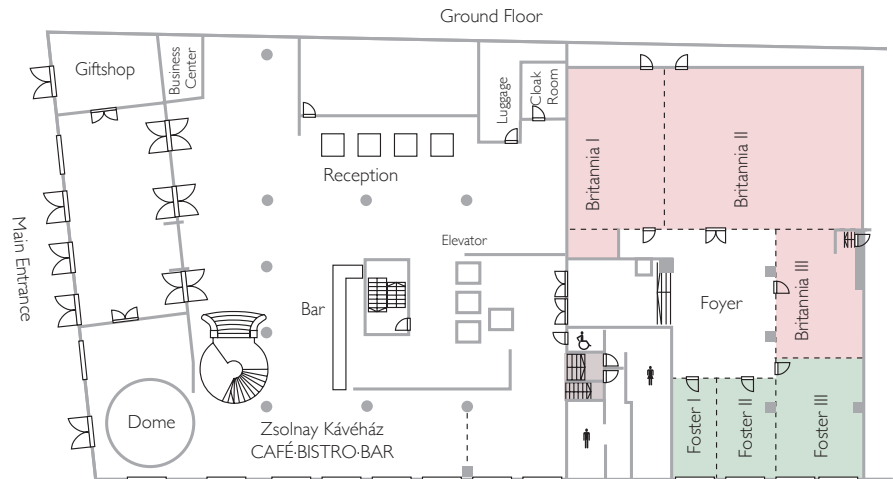 Ground Floor
Giftshop
Business
Center
Luggage
Cloak
Room
Reception
Britannia I
Britannia II
Main Entrance
Elevator
Bar
Foyer
Britannia III
Dome
Zsolnay Kávéház
CAFÉ·BISTRO·BAR
Foster I
Foster II
Foster III